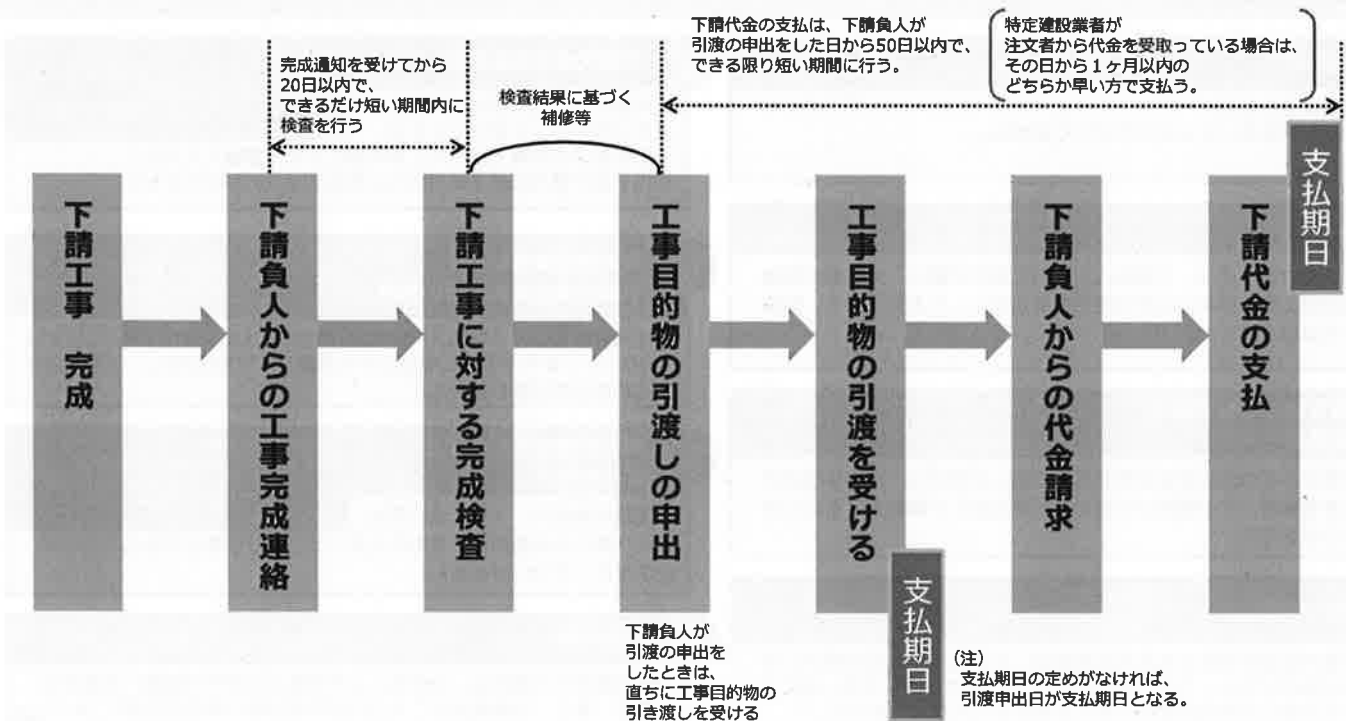 下請代金の支払は、下請負人が
引渡の申出をした日から50日以内で、
できる限り短い期間に行う。
特定建設業者が
注文者から代金を受取っている場合は、
その日から1ヶ月以内の
どちらか早い方で支払う。
完成通知を受けてから
20日以内で、
できるだけ短い期間内に
検査を行う
検査結果に基づく
補修等
下請工事　完成
下請負人からの工事完成連絡
下請工事に対する完成検査
工事目的物の引渡しの申出
工事目的物の引渡を受ける
下請負人からの代金請求
下請代金の支払
支払期日
下請負人が
引渡の申出を
したときは、
直ちに工事目的物の
引き渡しを受ける
支払期日
(注)
支払期日の定めがなければ、
引渡申出日が支払期日となる。